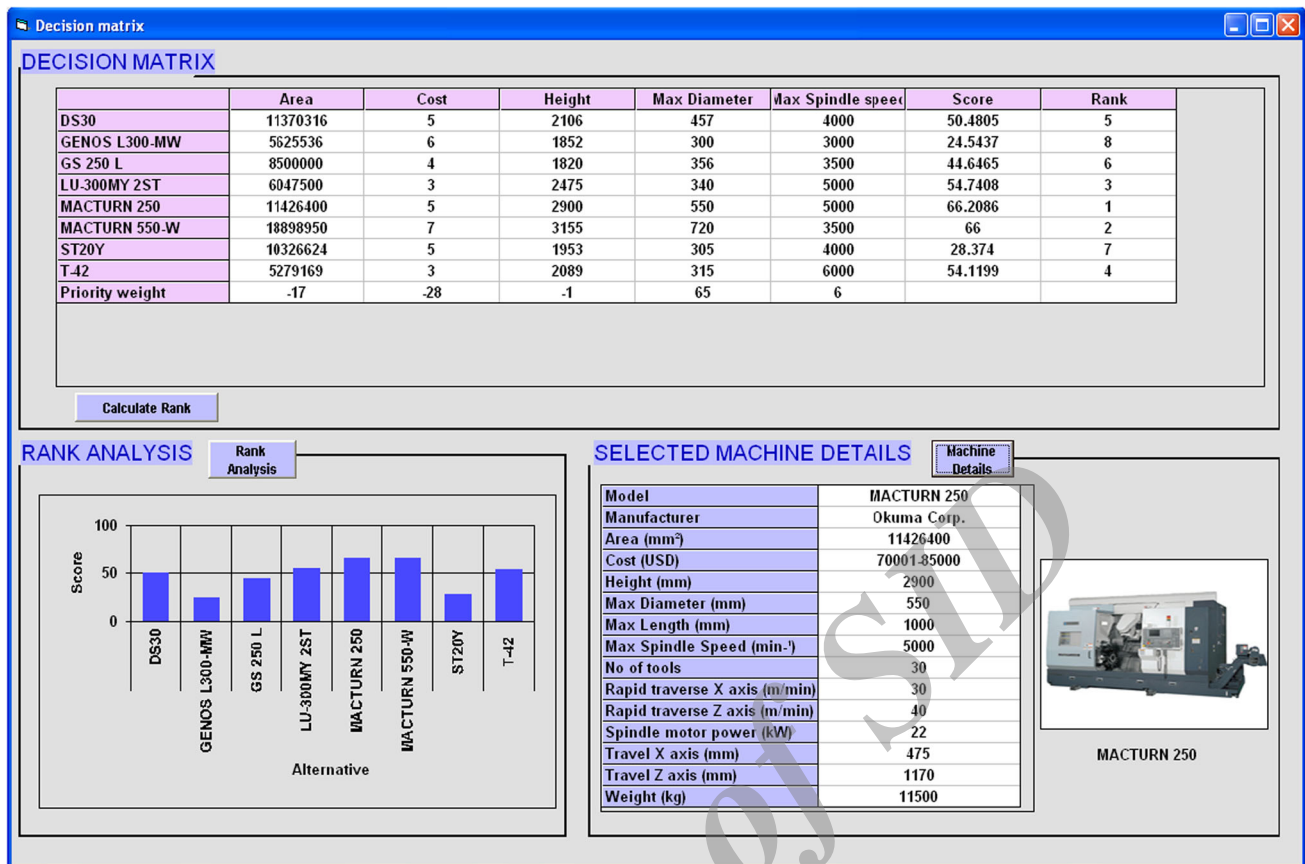 Decision matrix
DECISION MATRIX
Area Cost Height Max Diameter Max Spindle speed Score Rank
DS30 11370316 5 2106 457 4000 50.4805 5
GENOS L300-MW 5625536 6 1852 300 3000 24.5437 8
GS 250 L 8500000 4 1820 356 3500 44.6465 6
LU-300MY 2ST 6047500 3 2475 340 5000 54.7408 3
MACTURN 250 11426400 5 2900 550 5000 66.2086 1
MACTURN 550-W 18898950 7 3155 720 3500 66 2
ST20Y 10326624 5 1953 305 4000 28.374 7
T-42 5279169 3 2089 315 6000 54.1199 4
Priority weight -17 -28 -1 65 6
Calculate Rank
RANK ANALYSIS
Rank
Analysis
100
50
0
Score
DS30
GENOS L300-MW
GS 250 L
LU-300MY 2ST
MACTURN 250
MACTURN 550-W
ST20Y
T-42
Alternative
SELECTED MACHINE DETAILS
Machine
Details
Model MACTURN 250
Manufacturer Okuma Corp.
Area (mm²) 11426400
Cost (USD) 70001-85000
Height (mm) 2900
Max Diameter (mm) 550
Max Length (mm) 1000
Max Spindle Speed (min-¹) 5000
No of tools 30
Rapid traverse X axis (m/min) 30
Rapid traverse Z axis (m/min) 40
Spindle motor power (kW) 22
Travel X axis (mm) 475
Travel Z axis (mm) 1170
Weight (kg) 11500
MACTURN 250
of SID